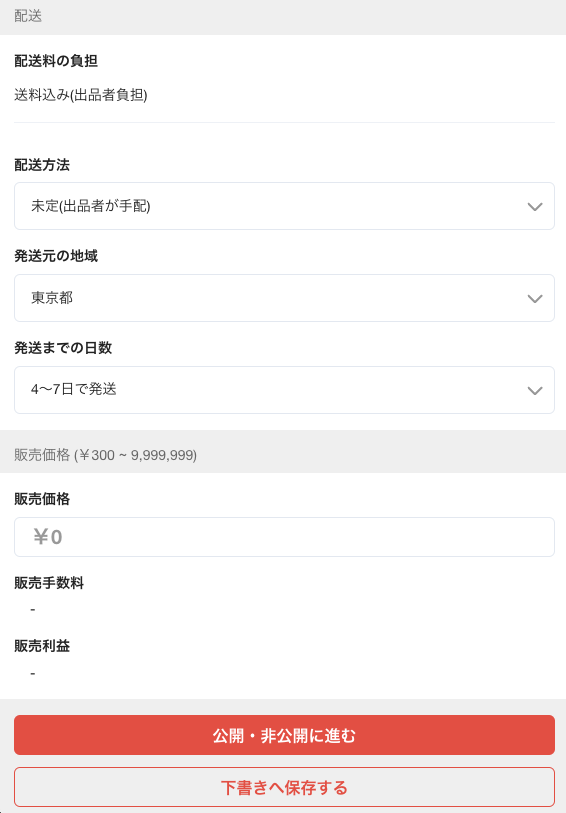 配送
配送料の負担
送料込み(出品者負担)
配送方法
未定(出品者が手配)
発送元の地域
東京都
発送までの日数
4〜7日で発送
販売価格 (￥300 ~ 9,999,999)
販売価格
￥0
販売手数料
-
販売利益
-
公開・非公開に進む
下書きへ保存する